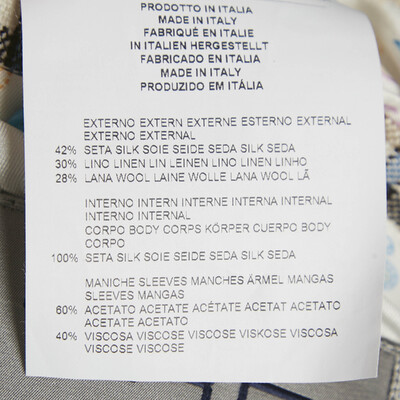 PRODOTTO IN ITALIA
MADE IN ITALY
FABRIQUÉ EN ITALIE
IN ITALIEN HERGESTELLT
FABRICADO EN ITALIA
MADE IN ITALY
PRODUZIDO EM ITÁLIA
EXTERNO EXTERN EXTERNE ESTERNO EXTERNAL
EXTERNO EXTERNAL
42% SETA SILK SOIE SEIDE SEDA SILK SEDA
30% LINO LINEN LIN LEINEN LINO LINEN LINHO
28% LANA WOOL LAINE WOLLE LANA WOOL LÃ
INTERNO INTERN INTERNE INTERNA INTERNAL
INTERNO INTERNAL
CORPO BODY CORPS KÖRPER CUERPO BODY
CORPO
100% SETA SILK SOIE SEIDE SEDA SILK SEDA
MANICHE SLEEVES MANCHES ÄRMEL MANGAS
SLEEVES MANGAS
60% ACETATO ACETATE ACÉTATE ACETAT ACETATO
ACETATE ACETATO
40% VISCOSA VISCOSE VISCOSE VISKOSE VISCOSA
VISCOSE VISCOSE